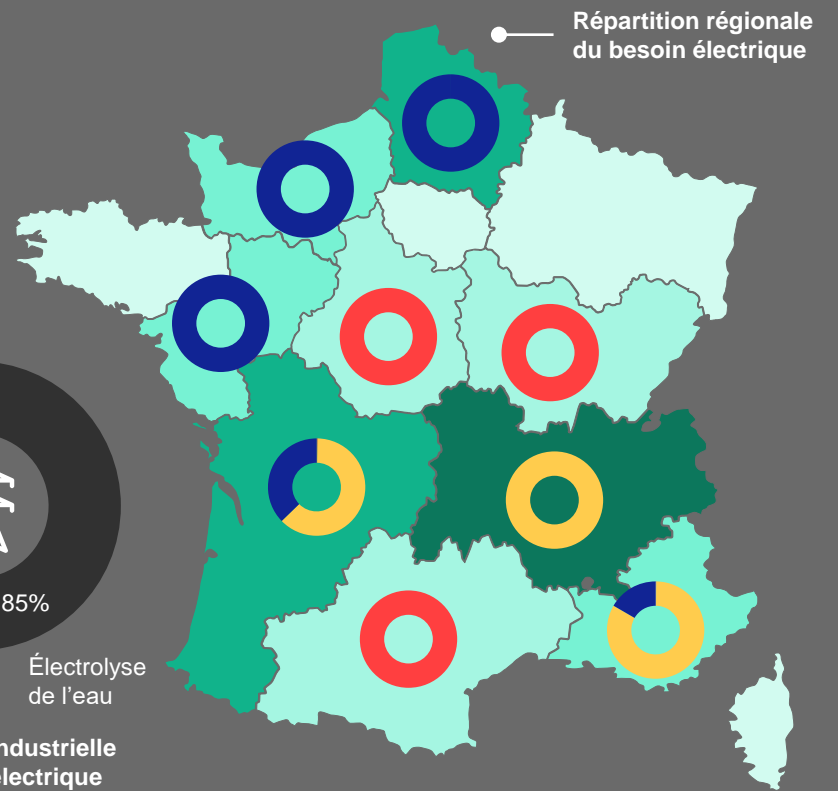 Répartition régionale
du besoin électrique
85%
Électrolyse
de l’eau
ndustrielle
électrique